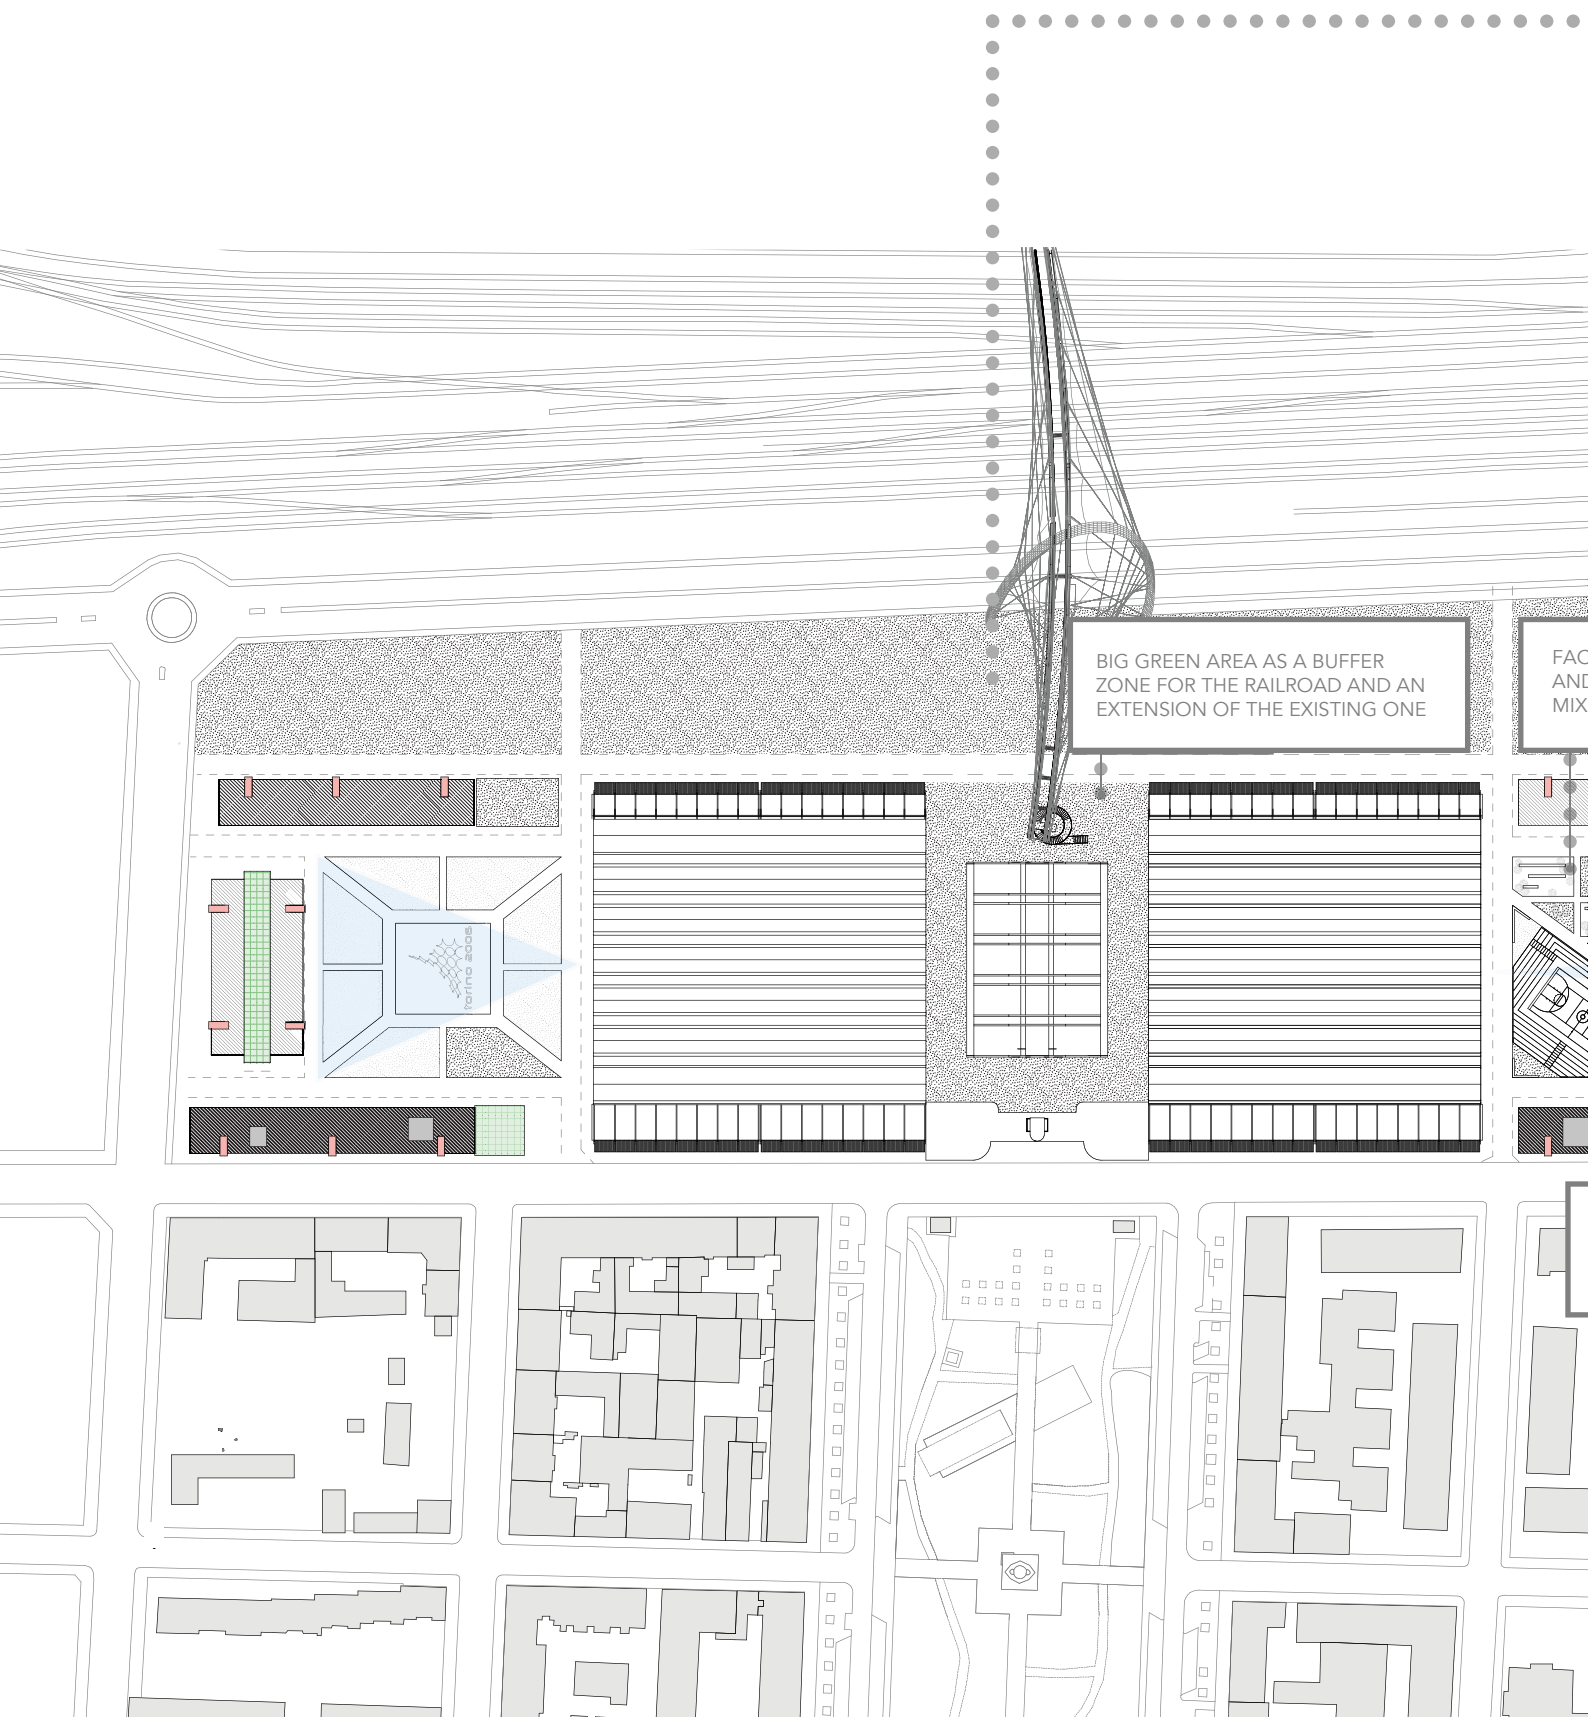 BIG GREEN AREA AS A BUFFER
ZONE FOR THE RAILROAD AND AN
EXTENSION OF THE EXISTING ONE
FAC
AND
MIX
torino 2006